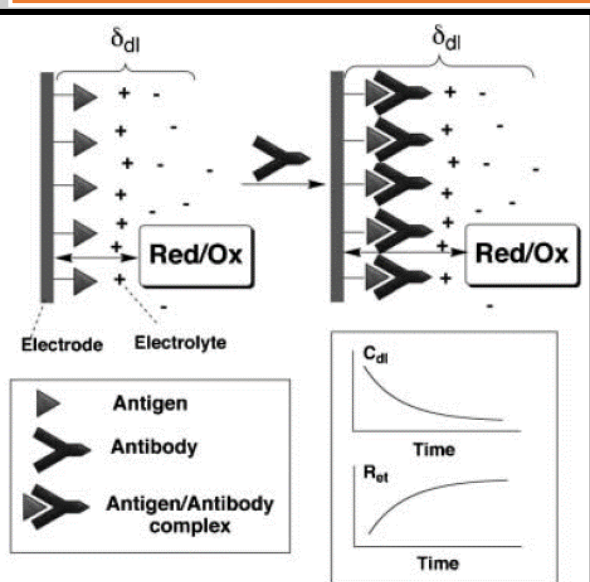 δdl
δdl
+ -
+ -
+ -
+ -
+
+
+
+
-
-
-
-
-
-
+ -
+ -
+ -
+ -
+
+
+
+
-
-
-
-
-
-
Red/Ox
Red/Ox
Electrode
Electrolyte
Antigen
Antibody
Antigen/Antibody
complex
Cdl
Time
Ret
Time